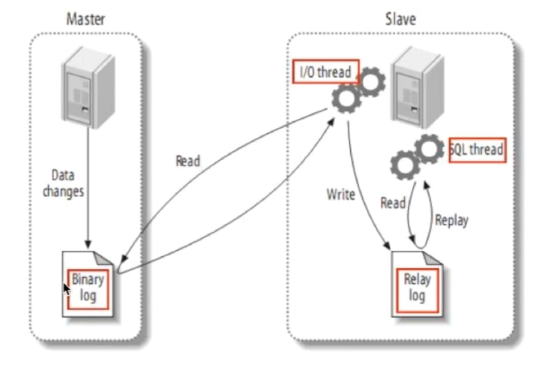 Master
Slave
I/O thread
SQL thread
Read
Data
changes
Write
Read
Replay
Binary
log
Relay
log